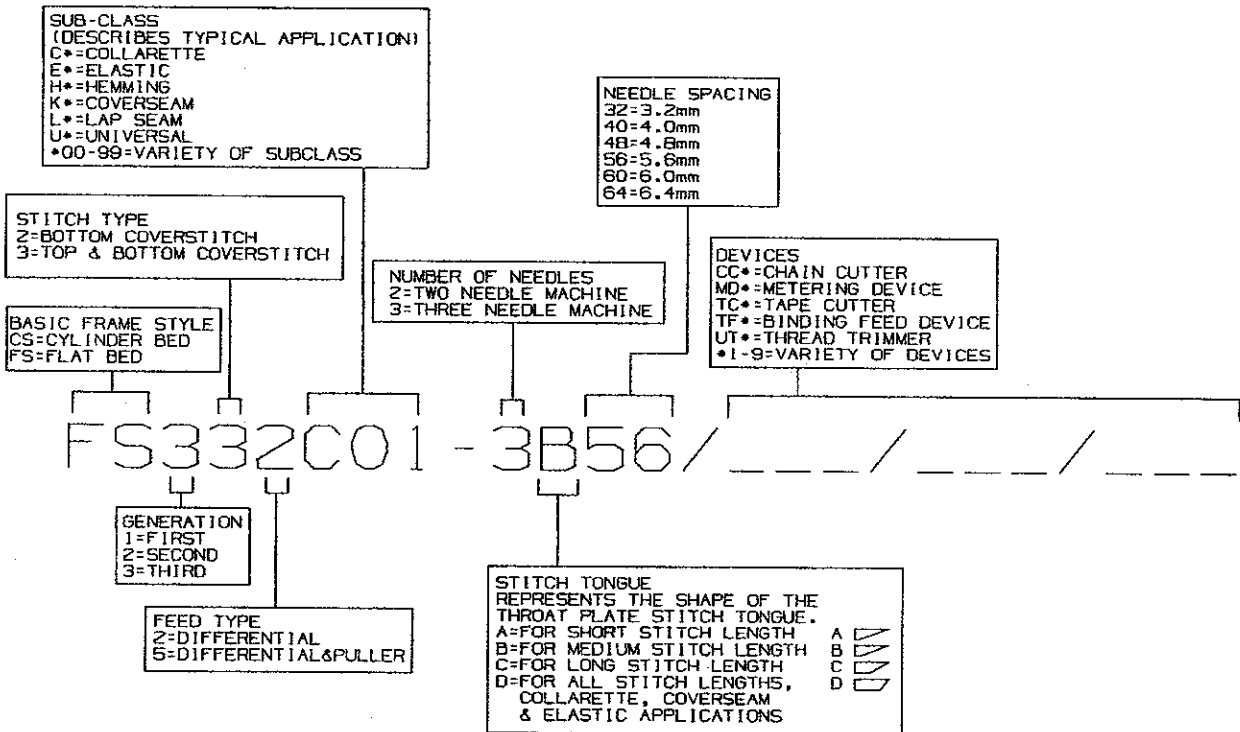 SUB-CLASS
(DESCRIBES TYPICAL APPLICATION)
C*=COLLARETTE
E*=ELASTIC
H*=HEMMING
K*=COVERSEAM
L*=LAP SEAM
U*=UNIVERSAL
*00-99=VARIETY OF SUBCLASS
NEEDLE SPACING
32=3.2mm
40=4.0mm
48=4.8mm
56=5.6mm
60=6.0mm
64=6.4mm
STITCH TYPE
2=BOTTOM COVERSTITCH
3=TOP & BOTTOM COVERSTITCH
NUMBER OF NEEDLES
2=TWO NEEDLE MACHINE
3=THREE NEEDLE MACHINE
DEVICES
CC*=CHAIN CUTTER
MD*=METERING DEVICE
TC*=TAPE CUTTER
TF*=BINDING FEED DEVICE
UT*=THREAD TRIMMER
*1-9=VARIETY OF DEVICES
BASIC FRAME STYLE
CS=CYLINDER BED
FS=FLAT BED
FS332C01-3B56/___/___/___
GENERATION
1=FIRST
2=SECOND
3=THIRD
FEED TYPE
2=DIFFERENTIAL
5=DIFFERENTIAL&PULLER
STITCH TONGUE
REPRESENTS THE SHAPE OF THE
THROAT PLATE STITCH TONGUE.
A=FOR SHORT STITCH LENGTH A
B=FOR MEDIUM STITCH LENGTH B
C=FOR LONG STITCH LENGTH C
D=FOR ALL STITCH LENGTHS, D
COLLARETTE, COVERSEAM
& ELASTIC APPLICATIONS